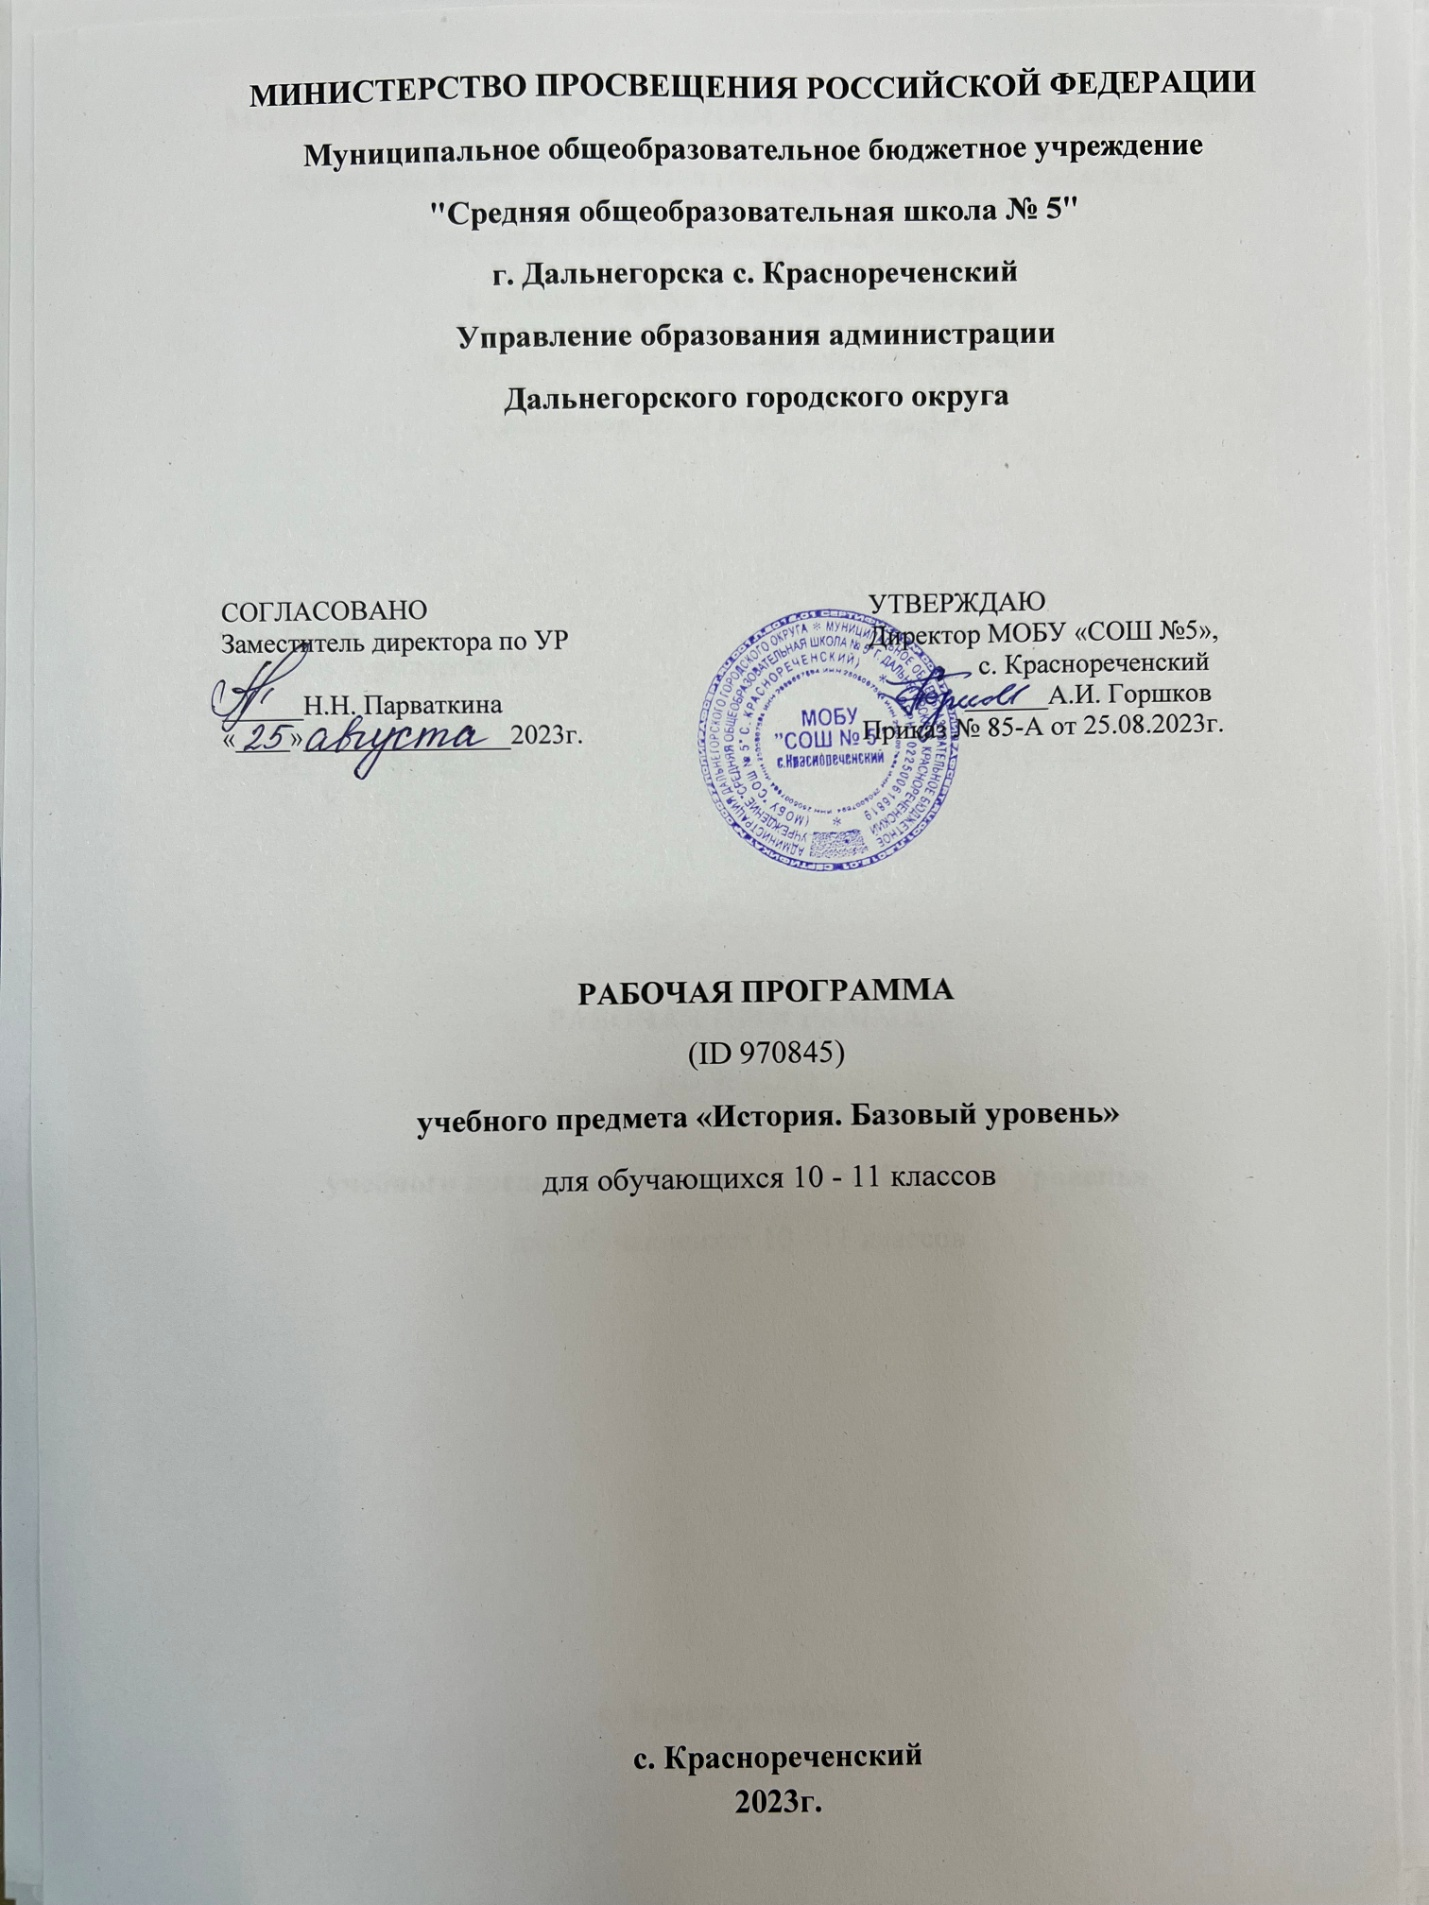 МИНИСТЕРСТВО ПРОСВЕЩЕНИЯ РОССИЙСКОЙ ФЕДЕРАЦИИ
Муниципальное общеобразовательное бюджетное учреждение
"Средняя общеобразовательная школа № 5"
г. Дальнегорска с. Краснореченский
Управление образования администрации
Дальнегорского городского округа
СОГЛАСОВАНО
Заместитель директора по УР
______Н.Н. Парваткина
«25» августа 2023г.
УТВЕРЖДАЮ
Директор МОБУ «СОШ №5»,
с. Краснореченский
______А.И. Горшков
Приказ № 85-А от 25.08.2023г.
МОБУ
"СОШ № 5"
с.Краснореченский
РАБОЧАЯ ПРОГРАММА
(ID 970845)
учебного предмета «История. Базовый уровень»
для обучающихся 10 - 11 классов
с. Краснореченский
2023г.